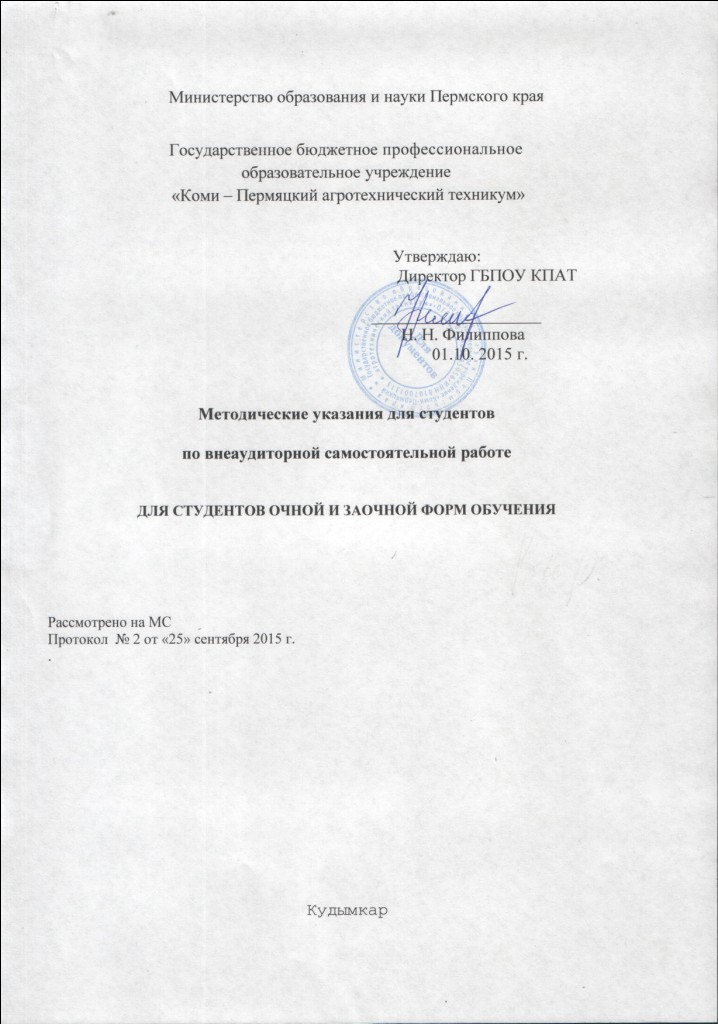 Министерство образования и науки Пермского края
Государственное бюджетное профессиональное
образовательное учреждение
«Коми – Пермяцкий агротехнический техникум»
Утверждаю:
Директор ГБПОУ КПАТ
Н. Н. Филиппова
01.10. 2015 г.
Для
документов
Методические указания для студентов
по внеаудиторной самостоятельной работе
ДЛЯ СТУДЕНТОВ ОЧНОЙ И ЗАОЧНОЙ ФОРМ ОБУЧЕНИЯ
Рассмотрено на МС
Протокол № 2 от «25» сентября 2015 г.
.
Кудымкар